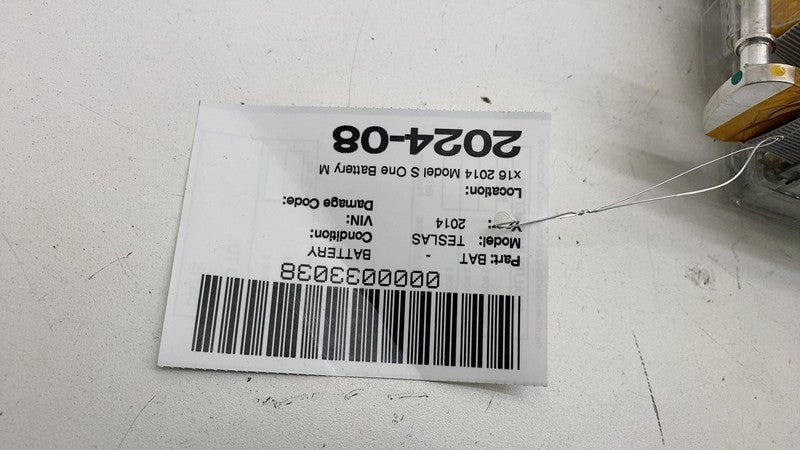 0000033038
Part: BAT - BATTERY
Model: TESLAS Condition:
Yr: 2014 VIN:
Damage Code:
Location:
x16 2014 Model S One Battery M
2024-08